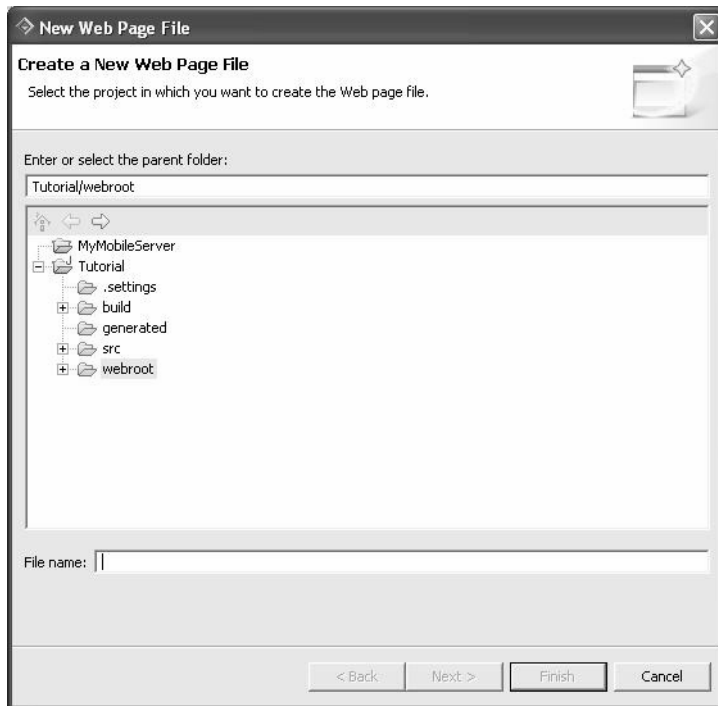 New Web Page File
Create a New Web Page File
Select the project in which you want to create the Web page file.
Enter or select the parent folder:
Tutorial/webroot
MyMobileServer
Tutorial
.settings
build
generated
src
webroot
File name:
< Back Next > Finish Cancel